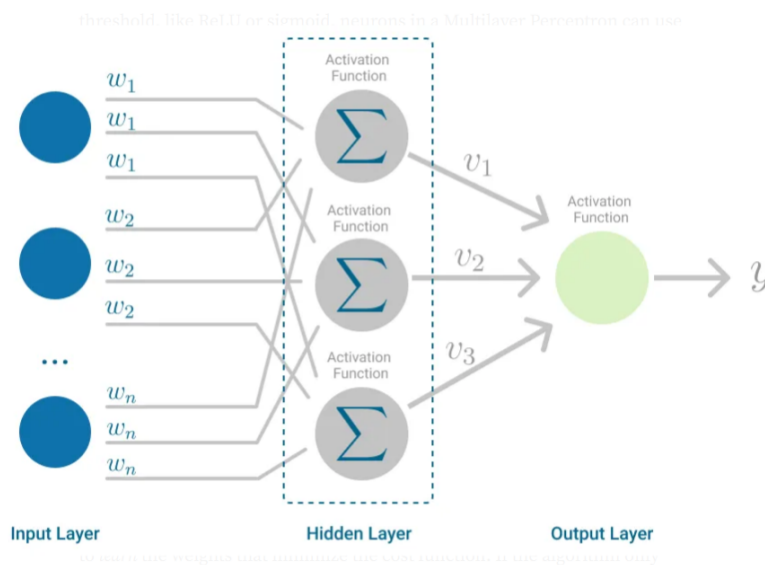 threshold, like ReLU or sigmoid, neurons in a Multilayer Perceptron can use
Activation
Function
w₁
w₁
w₁
w₂
w₂
w₂
...
wₙ
wₙ
wₙ
Σ
Activation
Function
Σ
Activation
Function
Σ
v₁
v₂
v₃
Activation
Function
y
Input Layer
Hidden Layer
Output Layer
to learn the weights that minimize the cost function, if the algorithm only